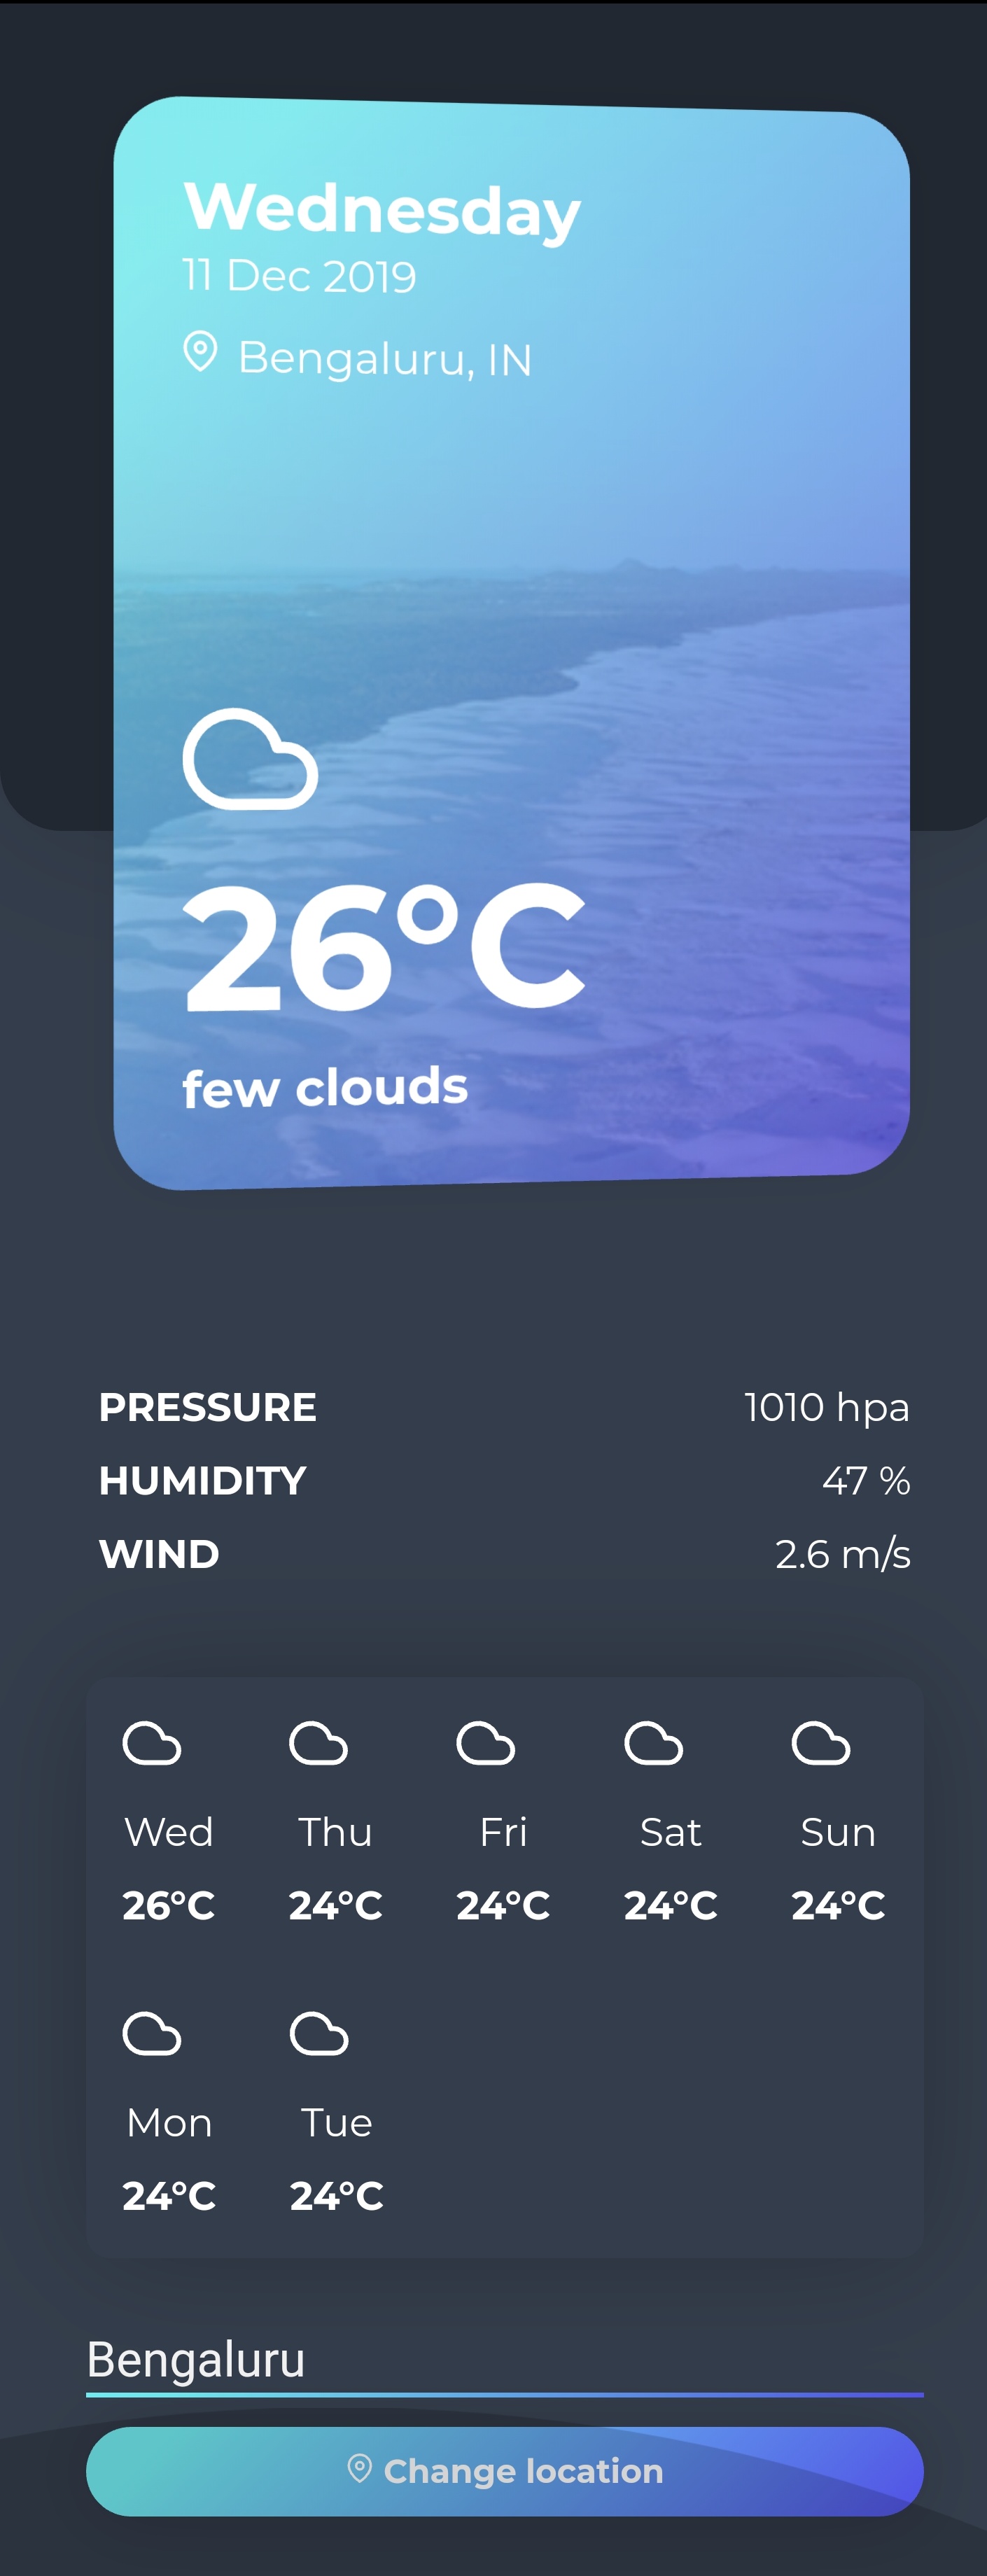 Wednesday
11 Dec 2019
Bengaluru, IN
26°C
few clouds
PRESSURE 1010 hpa
HUMIDITY 47 %
WIND 2.6 m/s
Wed Thu Fri Sat Sun
26°C 24°C 24°C 24°C 24°C
Mon Tue
24°C 24°C
Bengaluru
Change location